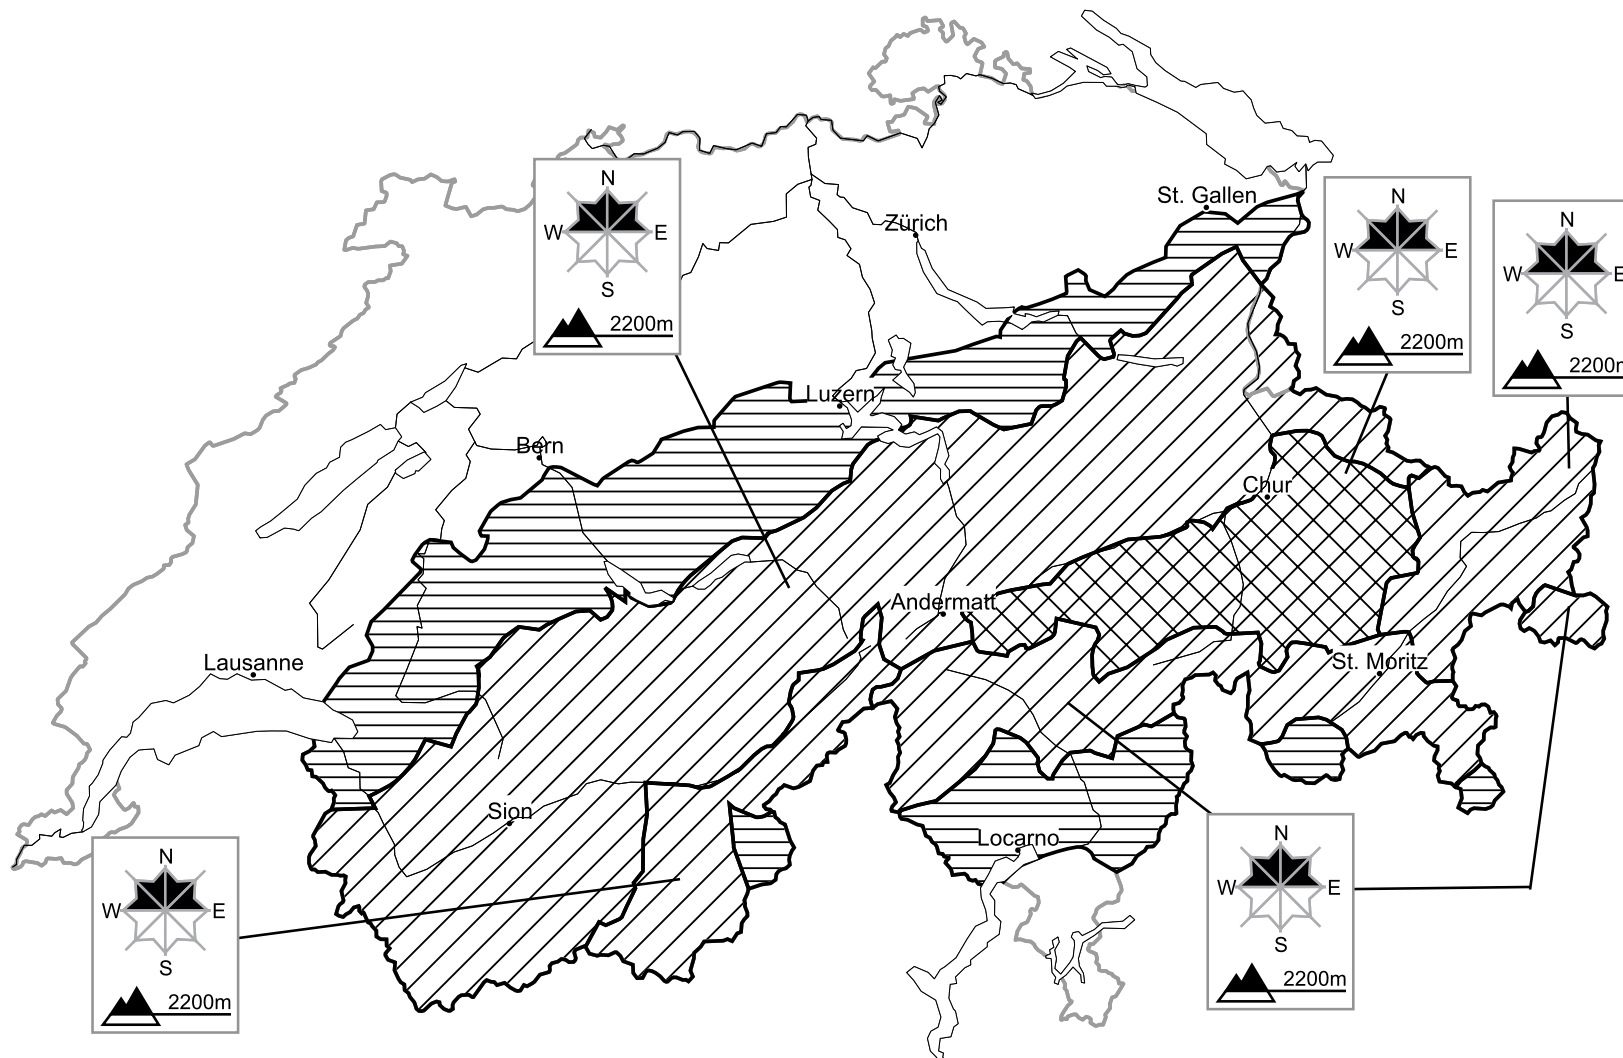 St. Gallen
Zürich
Luzern
Bern
Chur
Andermatt
Lausanne
St. Moritz
Sion
Locarno
N
W E
S
2200m
N
W E
S
2200m
N
W E
S
2200m
N
W E
S
2200m
N
W E
S
2200m